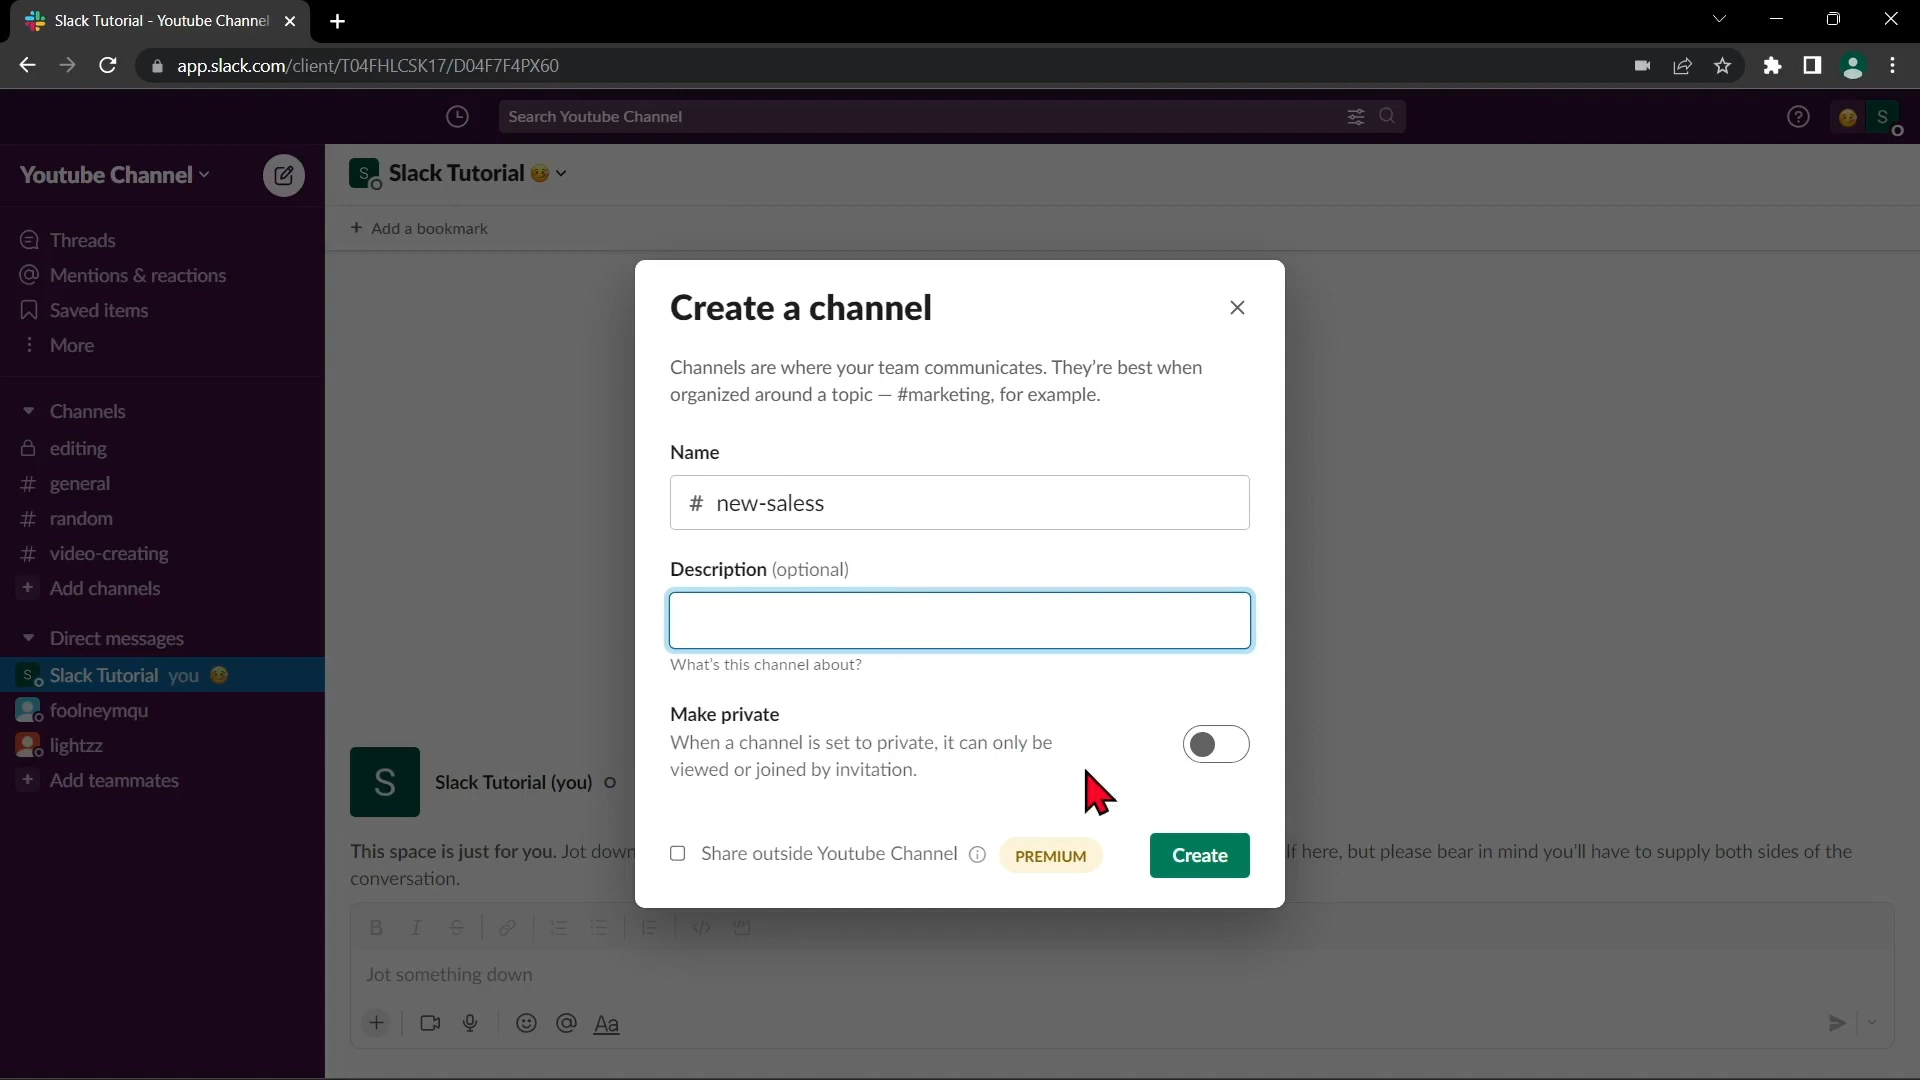 Slack Tutorial - Youtube Channel
app.slack.com/client/T04FHLCSK17/D04F7F4PX60
Search Youtube Channel
S
Youtube Channel
S Slack Tutorial
Threads
+ Add a bookmark
Mentions & reactions
Saved items
More
Channels
editing
# general
# random
# video-creating
+ Add channels
Direct messages
S Slack Tutorial you
foolneymqu
lightzz
+ Add teammates
Create a channel
Channels are where your team communicates. They're best when
organized around a topic – #marketing, for example.
Name
# new-saless
Description (optional)
What's this channel about?
Make private
When a channel is set to private, it can only be
viewed or joined by invitation.
Share outside Youtube Channel PREMIUM
Create
S
Slack Tutorial (you)
This space is just for you. Jot down lf here, but please bear in mind you'll have to supply both sides of the
conversation.
B I S
Jot something down
+ @ Aa